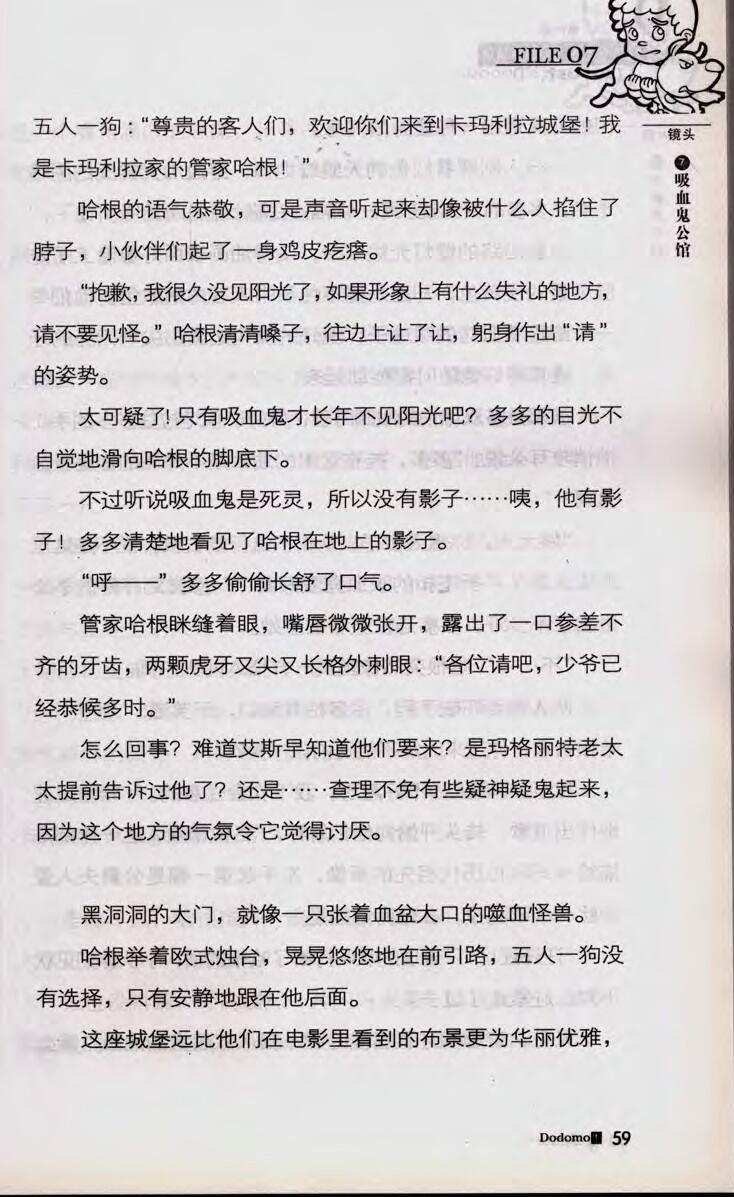 FILE 07
镜头
❼吸血鬼公馆
五人一狗：“尊贵的客人们，欢迎你们来到卡玛利拉城堡！我
是卡玛利拉家的管家哈根！”
哈根的语气恭敬，可是声音听起来却像被什么人掐住了
脖子，小伙伴们起了一身鸡皮疙瘩。
“抱歉，我很久没见阳光了，如果形象上有什么失礼的地方，
请不要见怪。”哈根清清嗓子，往边上让了让，躬身作出“请”
的姿势。
太可疑了！只有吸血鬼才长年不见阳光吧？多多的目光不
自觉地滑向哈根的脚底下。
不过听说吸血鬼是死灵，所以没有影子……咦，他有影
子！多多清楚地看见了哈根在地上的影子。
“呼——”多多偷偷长舒了口气。
管家哈根眯缝着眼，嘴唇微微张开，露出了一口参差不
齐的牙齿，两颗虎牙又尖又长格外刺眼：“各位请吧，少爷已
经恭候多时。”
怎么回事？难道艾斯早知道他们要来？是玛格丽特老太
太提前告诉过他了？还是……查理不免有些疑神疑鬼起来，
因为这个地方的气氛令它觉得讨厌。
黑洞洞的大门，就像一只张着血盆大口的噬血怪兽。
哈根举着欧式烛台，晃晃悠悠地在前引路，五人一狗没
有选择，只有安静地跟在他后面。
这座城堡远比他们在电影里看到的布景更为华丽优雅，
Dodomo! 59